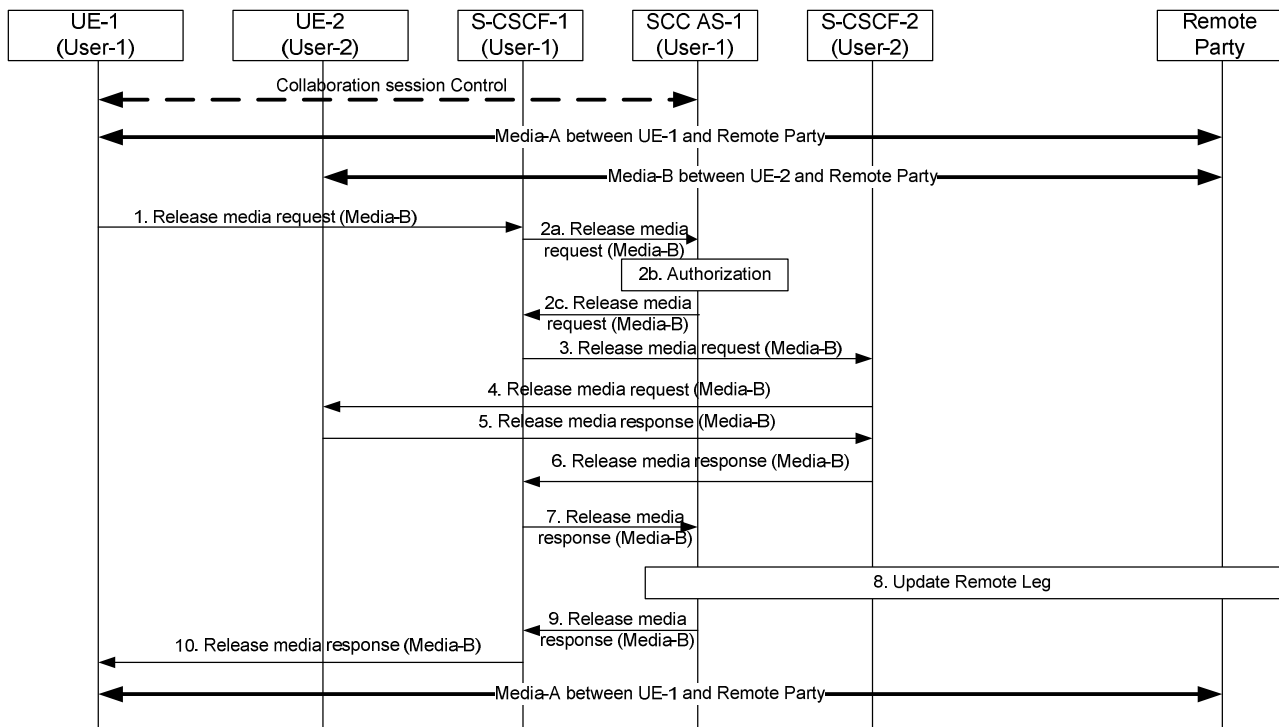 UE-1
(User-1)
UE-2
(User-2)
S-CSCF-1
(User-1)
SCC AS-1
(User-1)
S-CSCF-2
(User-2)
Remote
Party
Collaboration session Control
Media-A between UE-1 and Remote Party
Media-B between UE-2 and Remote Party
1. Release media request (Media-B)
2a. Release media
request (Media-B)
2b. Authorization
2c. Release media
request (Media-B)
3. Release media request (Media-B)
4. Release media request (Media-B)
5. Release media response (Media-B)
6. Release media response (Media-B)
7. Release media
response (Media-B)
8. Update Remote Leg
9. Release media
response (Media-B)
10. Release media response (Media-B)
Media-A between UE-1 and Remote Party